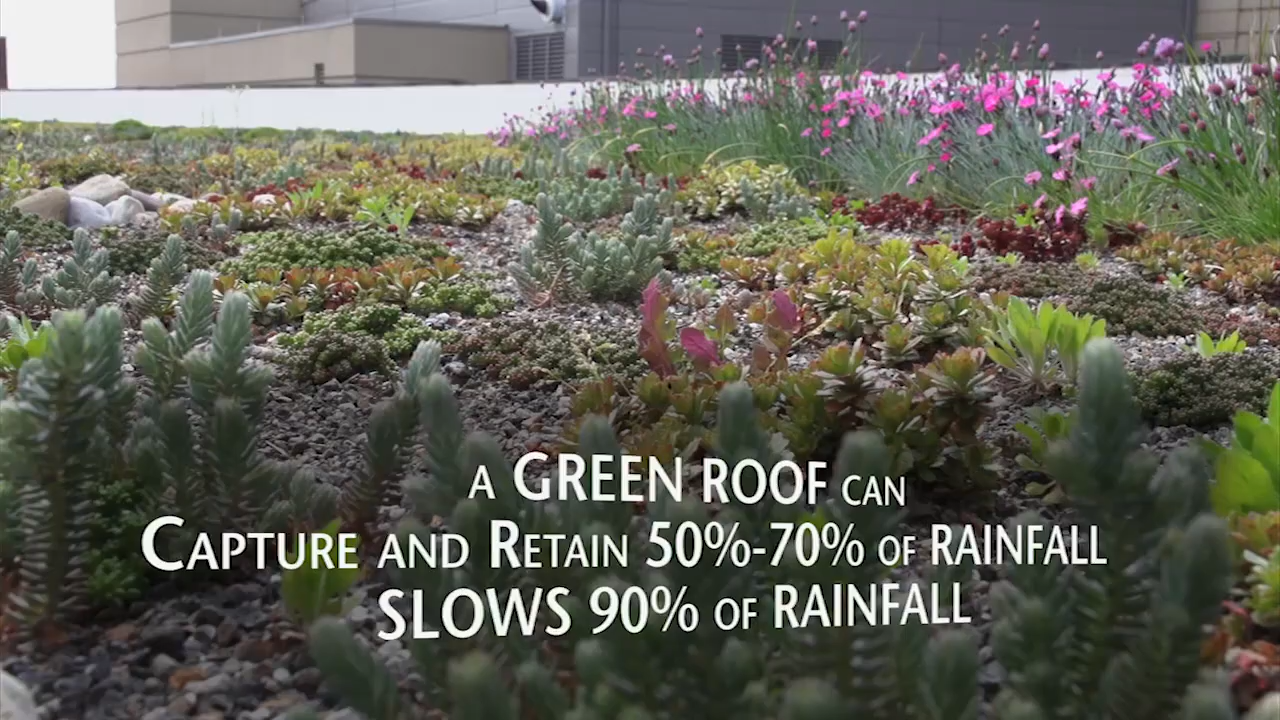 A GREEN ROOF CAN
CAPTURE AND RETAIN 50%-70% OF RAINFALL
SLOWS 90% OF RAINFALL